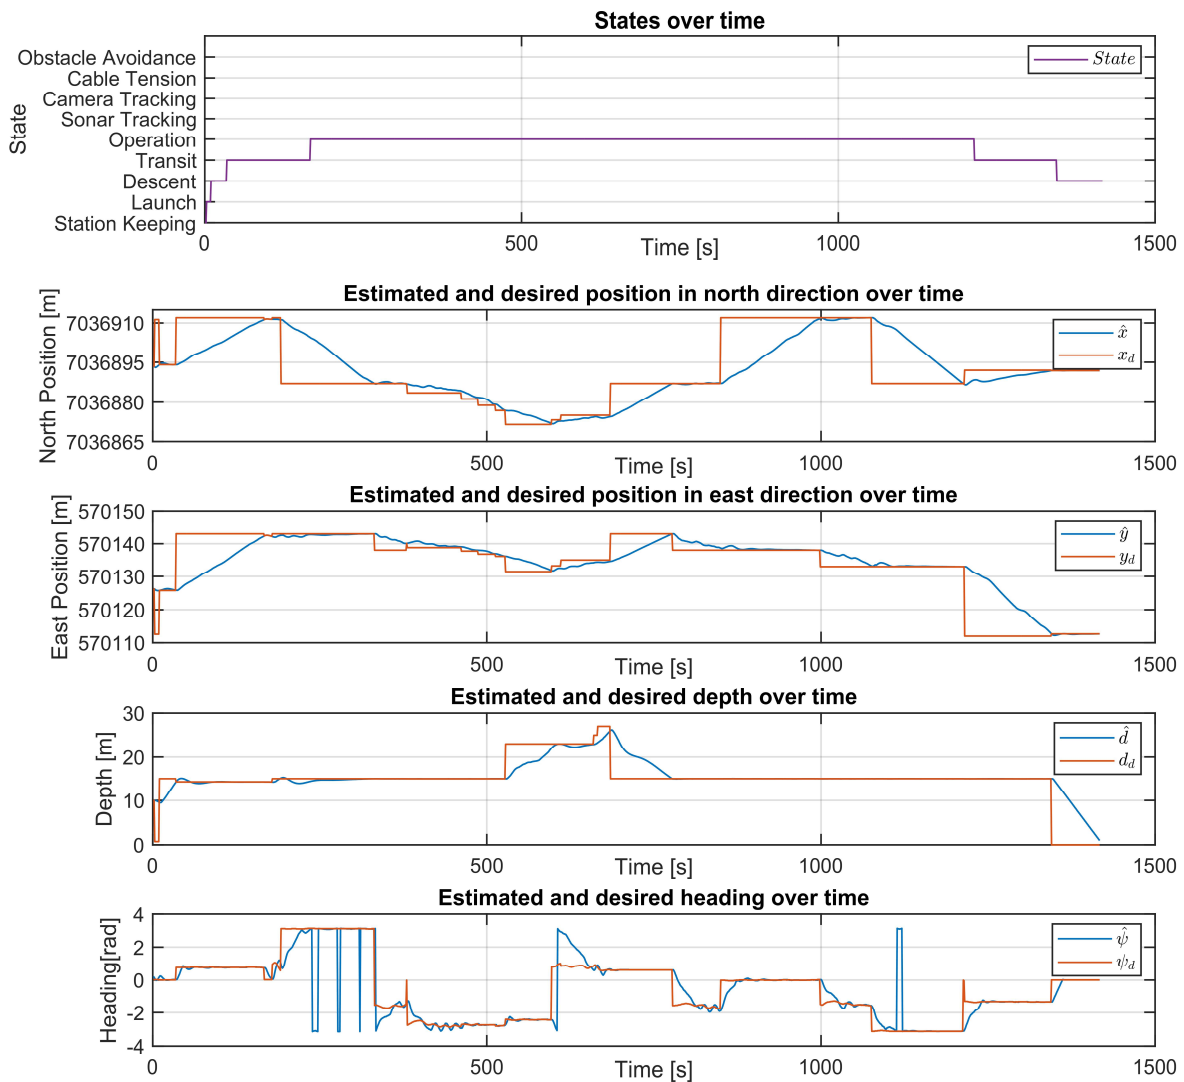 States over time
State
Obstacle Avoidance
Cable Tension
Camera Tracking
Sonar Tracking
Operation
Transit
Descent
Launch
Station Keeping
State
0 500 1000 1500
Time [s]
Estimated and desired position in north direction over time
North Position [m]
7036910
7036895
7036880
7036865
x̂
x_d
0 500 1000 1500
Time [s]
Estimated and desired position in east direction over time
East Position [m]
570150
570140
570130
570120
570110
ŷ
y_d
0 500 1000 1500
Time [s]
Estimated and desired depth over time
Depth [m]
30
20
10
0
d̂
d_d
0 500 1000 1500
Time [s]
Estimated and desired heading over time
Heading[rad]
4
2
0
-2
-4
ψ̂
ψ_d
0 500 1000 1500
Time [s]